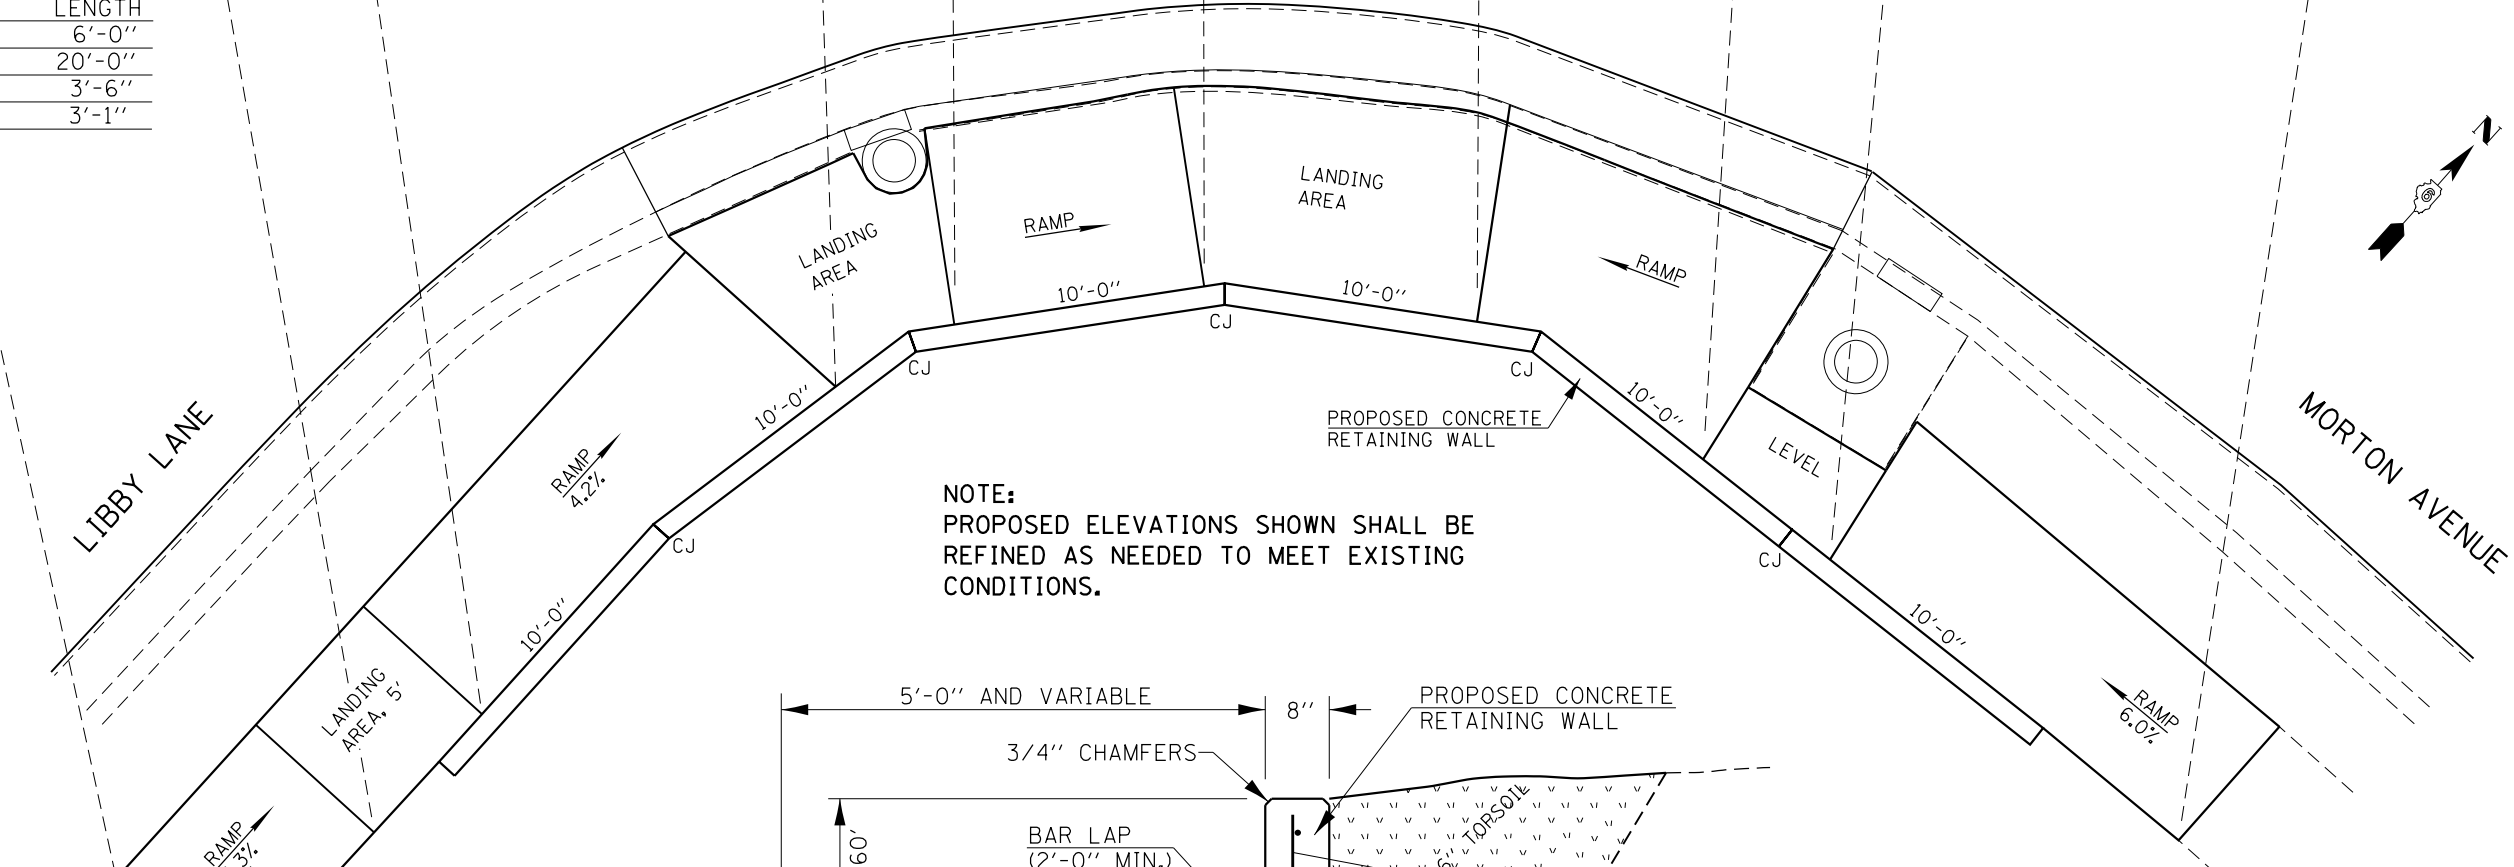 LENGTH
6'-0"
20'-0"
3'-6"
3'-1"
N
LANDING
AREA
RAMP
LANDING
AREA
RAMP
10'-0"
10'-0"
CJ
CJ
CJ
10'-0"
10'-0"
PROPOSED CONCRETE
RETAINING WALL
LEVEL
LIBBY LANE
MORTON AVENUE
RAMP
4.2%
NOTE:
PROPOSED ELEVATIONS SHOWN SHALL BE
REFINED AS NEEDED TO MEET EXISTING
CONDITIONS.
CJ
CJ
10'-0"
10'-0"
LANDING
AREA, 5'
RAMP
6.0%
5'-0" AND VARIABLE
8"
PROPOSED CONCRETE
RETAINING WALL
3/4" CHAMFERS
RAMP
3%
BAR LAP
(2'-0" MIN.)
60'
TOPSOIL